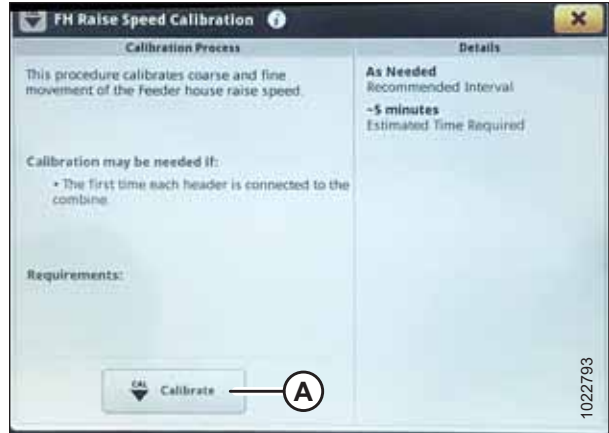 FH Raise Speed Calibration
Calibration Process
This procedure calibrates coarse and fine
movement of the Feeder house raise speed.
Calibration may be needed if:
• The first time each header is connected to the
combine.
Requirements:
CAL Calibrate
A
Details
As Needed
Recommended Interval
~5 minutes
Estimated Time Required
1022793